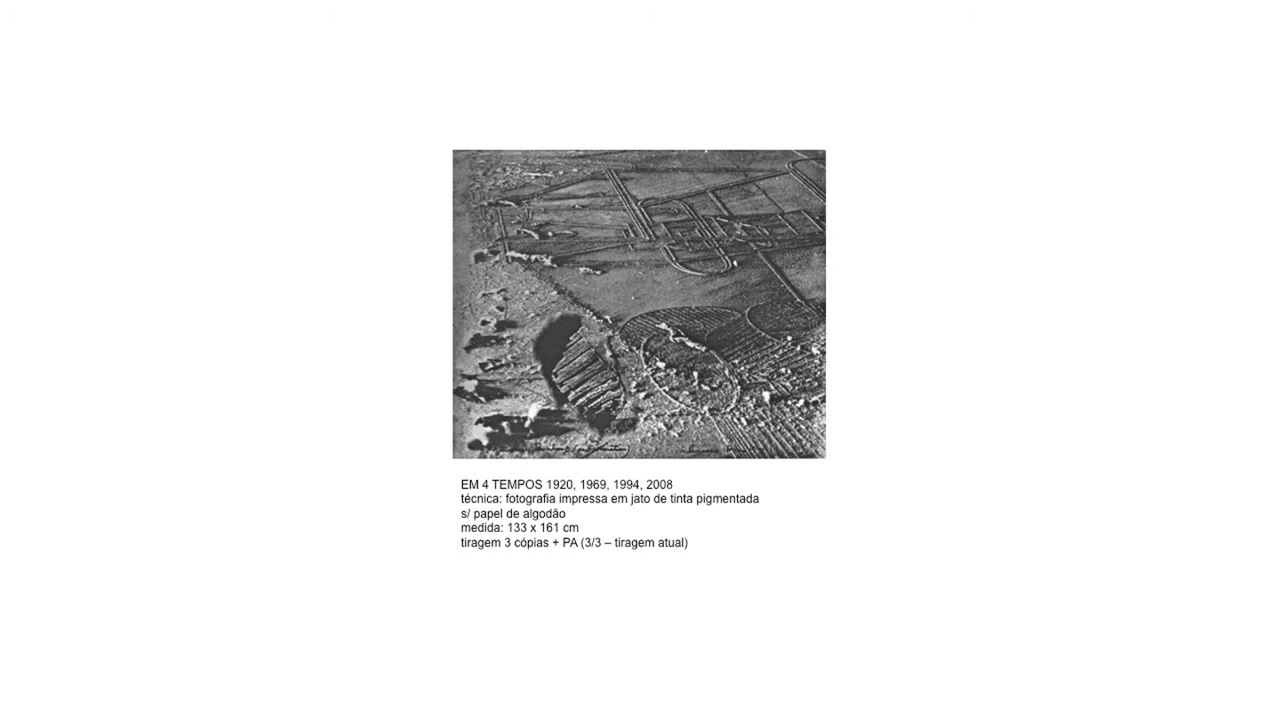 EM 4 TEMPOS 1920, 1969, 1994, 2008
técnica: fotografia impressa em jato de tinta pigmentada
s/ papel de algodão
medida: 133 x 161 cm
tiragem 3 cópias + PA (3/3 – tiragem atual)